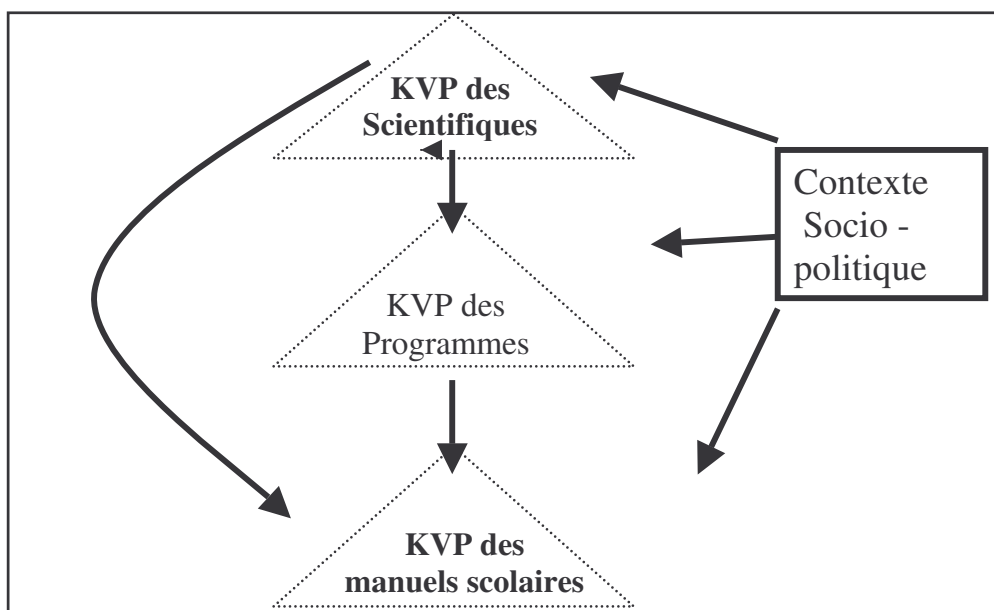 KVP des
Scientifiques
Contexte
Socio -
politique
KVP des
Programmes
KVP des
manuels scolaires